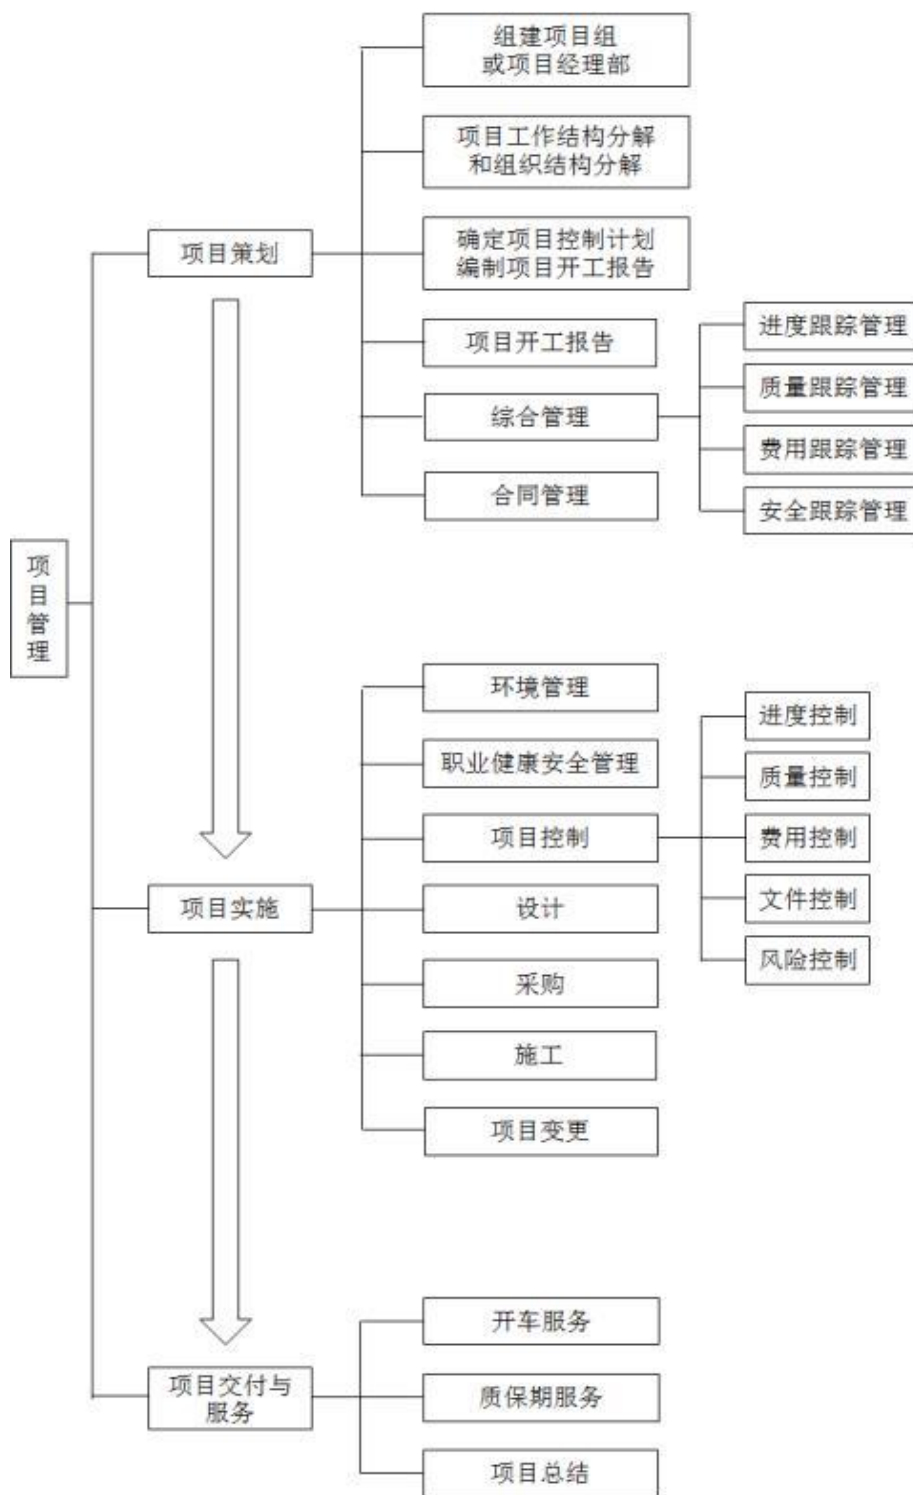 项
目
管
理
项目策划
组建项目组
或项目经理部
项目工作结构分解
和组织结构分解
确定项目控制计划
编制项目开工报告
项目开工报告
综合管理
进度跟踪管理
质量跟踪管理
费用跟踪管理
安全跟踪管理
合同管理
项目实施
环境管理
职业健康安全管理
项目控制
进度控制
质量控制
费用控制
文件控制
风险控制
设计
采购
施工
项目变更
项目交付与
服务
开车服务
质保期服务
项目总结